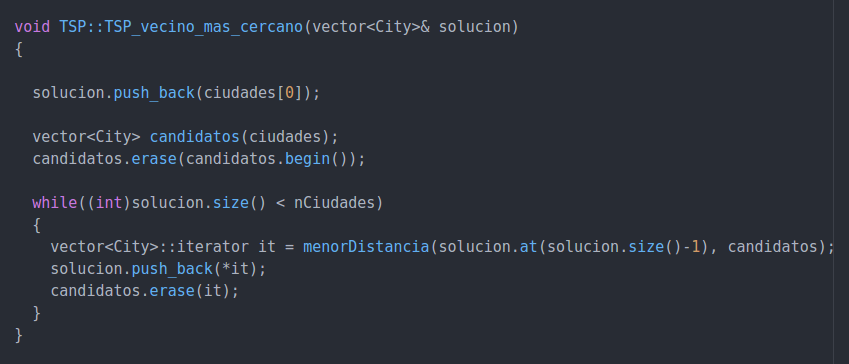 void TSP::TSP_vecino_mas_cercano(vector<City>& solucion)
{
solucion.push_back(ciudades[0]);
vector<City> candidatos(ciudades);
candidatos.erase(candidatos.begin());
while((int)solucion.size() < nCiudades)
{
vector<City>::iterator it = menorDistancia(solucion.at(solucion.size()-1), candidatos);
solucion.push_back(*it);
candidatos.erase(it);
}
}